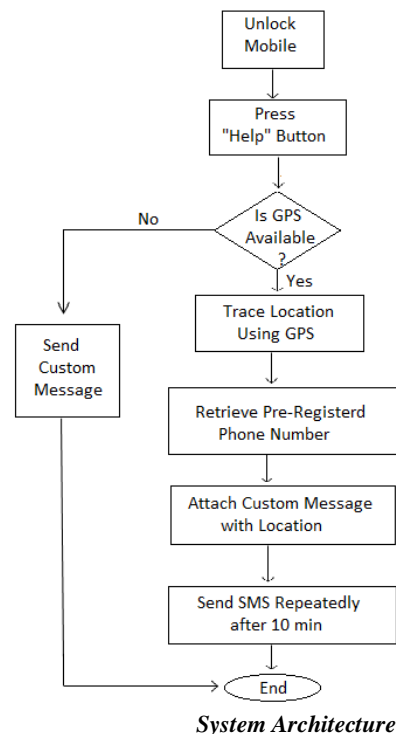 Unlock
Mobile
Press
"Help" Button
Is GPS
Available
?
No
Yes
Trace Location
Using GPS
Send
Custom
Message
Retrieve Pre-Registerd
Phone Number
Attach Custom Message
with Location
Send SMS Repeatedly
after 10 min
End
System Architecture